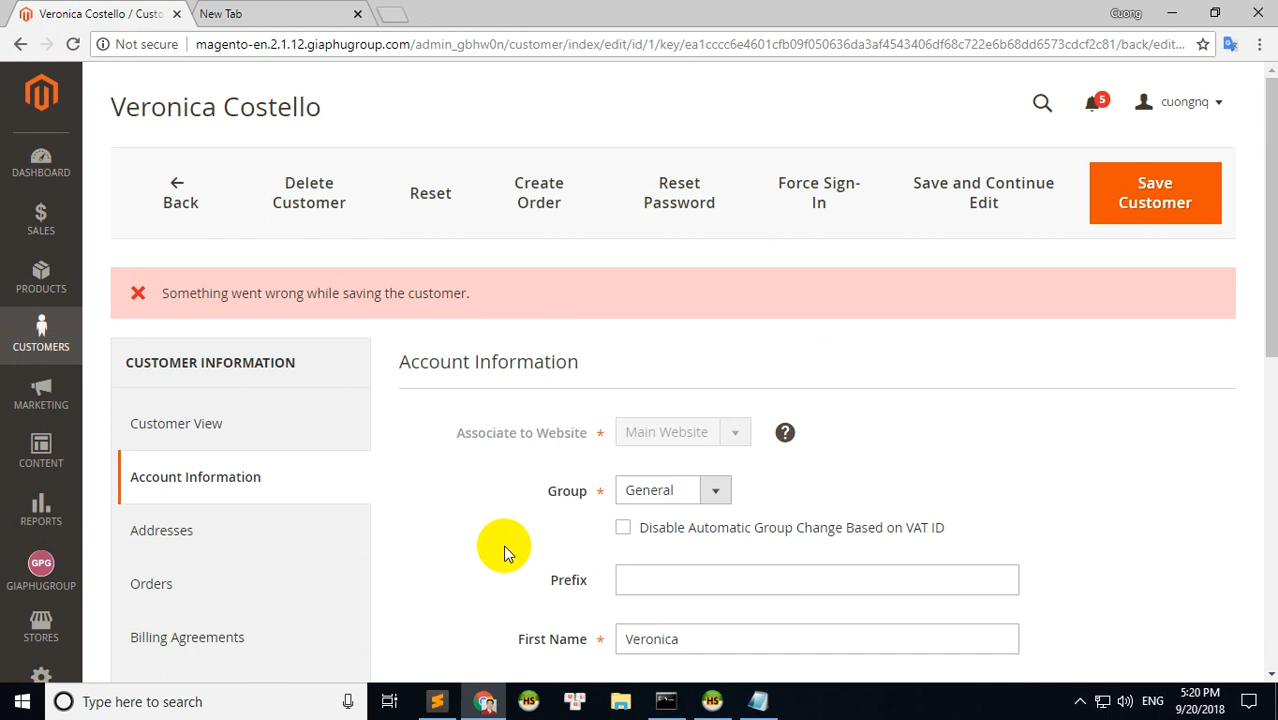 Veronica Costello / Custo
New Tab
Cuong
Not secure
magento-en.2.1.12.giaphugroup.com/admin_gbhw0n/customer/index/edit/id/1/key/ea1ccc6e4601cfb09f050636da3af4543406df68c722e6b68dd6573cdcf2c81/back/edit...
Veronica Costello
5
cuongnq
Back
Delete
Customer
Reset
Create
Order
Reset
Password
Force Sign-
In
Save and Continue
Edit
Save
Customer
Something went wrong while saving the customer.
DASHBOARD
SALES
PRODUCTS
CUSTOMERS
MARKETING
CONTENT
REPORTS
GPG
GIAPHUGROUP
STORES
CUSTOMER INFORMATION
Customer View
Account Information
Addresses
Orders
Billing Agreements
Account Information
Associate to Website *
Main Website
?
Group *
General
Disable Automatic Group Change Based on VAT ID
Prefix
First Name *
Veronica
Type here to search
HS
HS
ENG
5:20 PM
9/20/2018